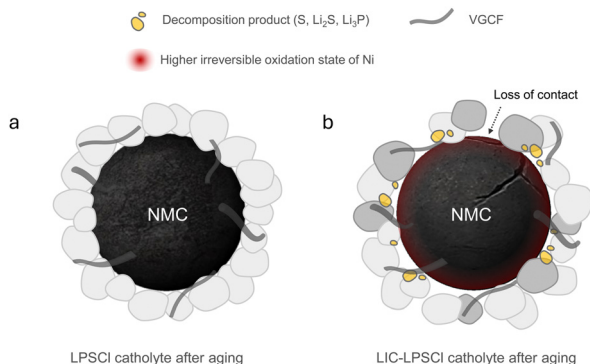 Decomposition product (S, Li₂S, Li₃P)
VGCF
Higher irreversible oxidation state of Ni
a
b
Loss of contact
NMC
NMC
LPSCl catholyte after aging
LIC-LPSCl catholyte after aging